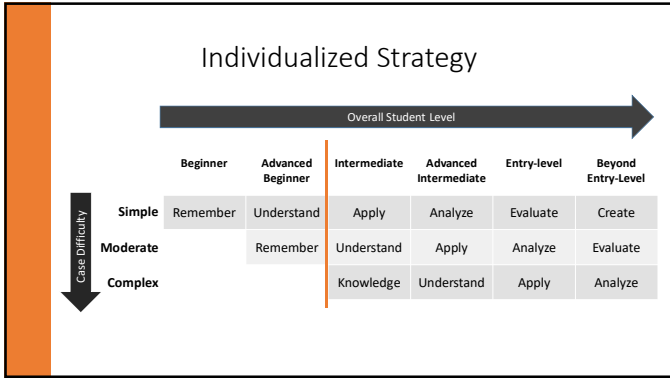 Individualized Strategy
Overall Student Level
Beginner Advanced Intermediate Advanced Entry-level Beyond
Beginner Intermediate Entry-Level
Case Difficulty
Simple Remember Understand Apply Analyze Evaluate Create
Moderate Remember Understand Apply Analyze Evaluate
Complex Knowledge Understand Apply Analyze